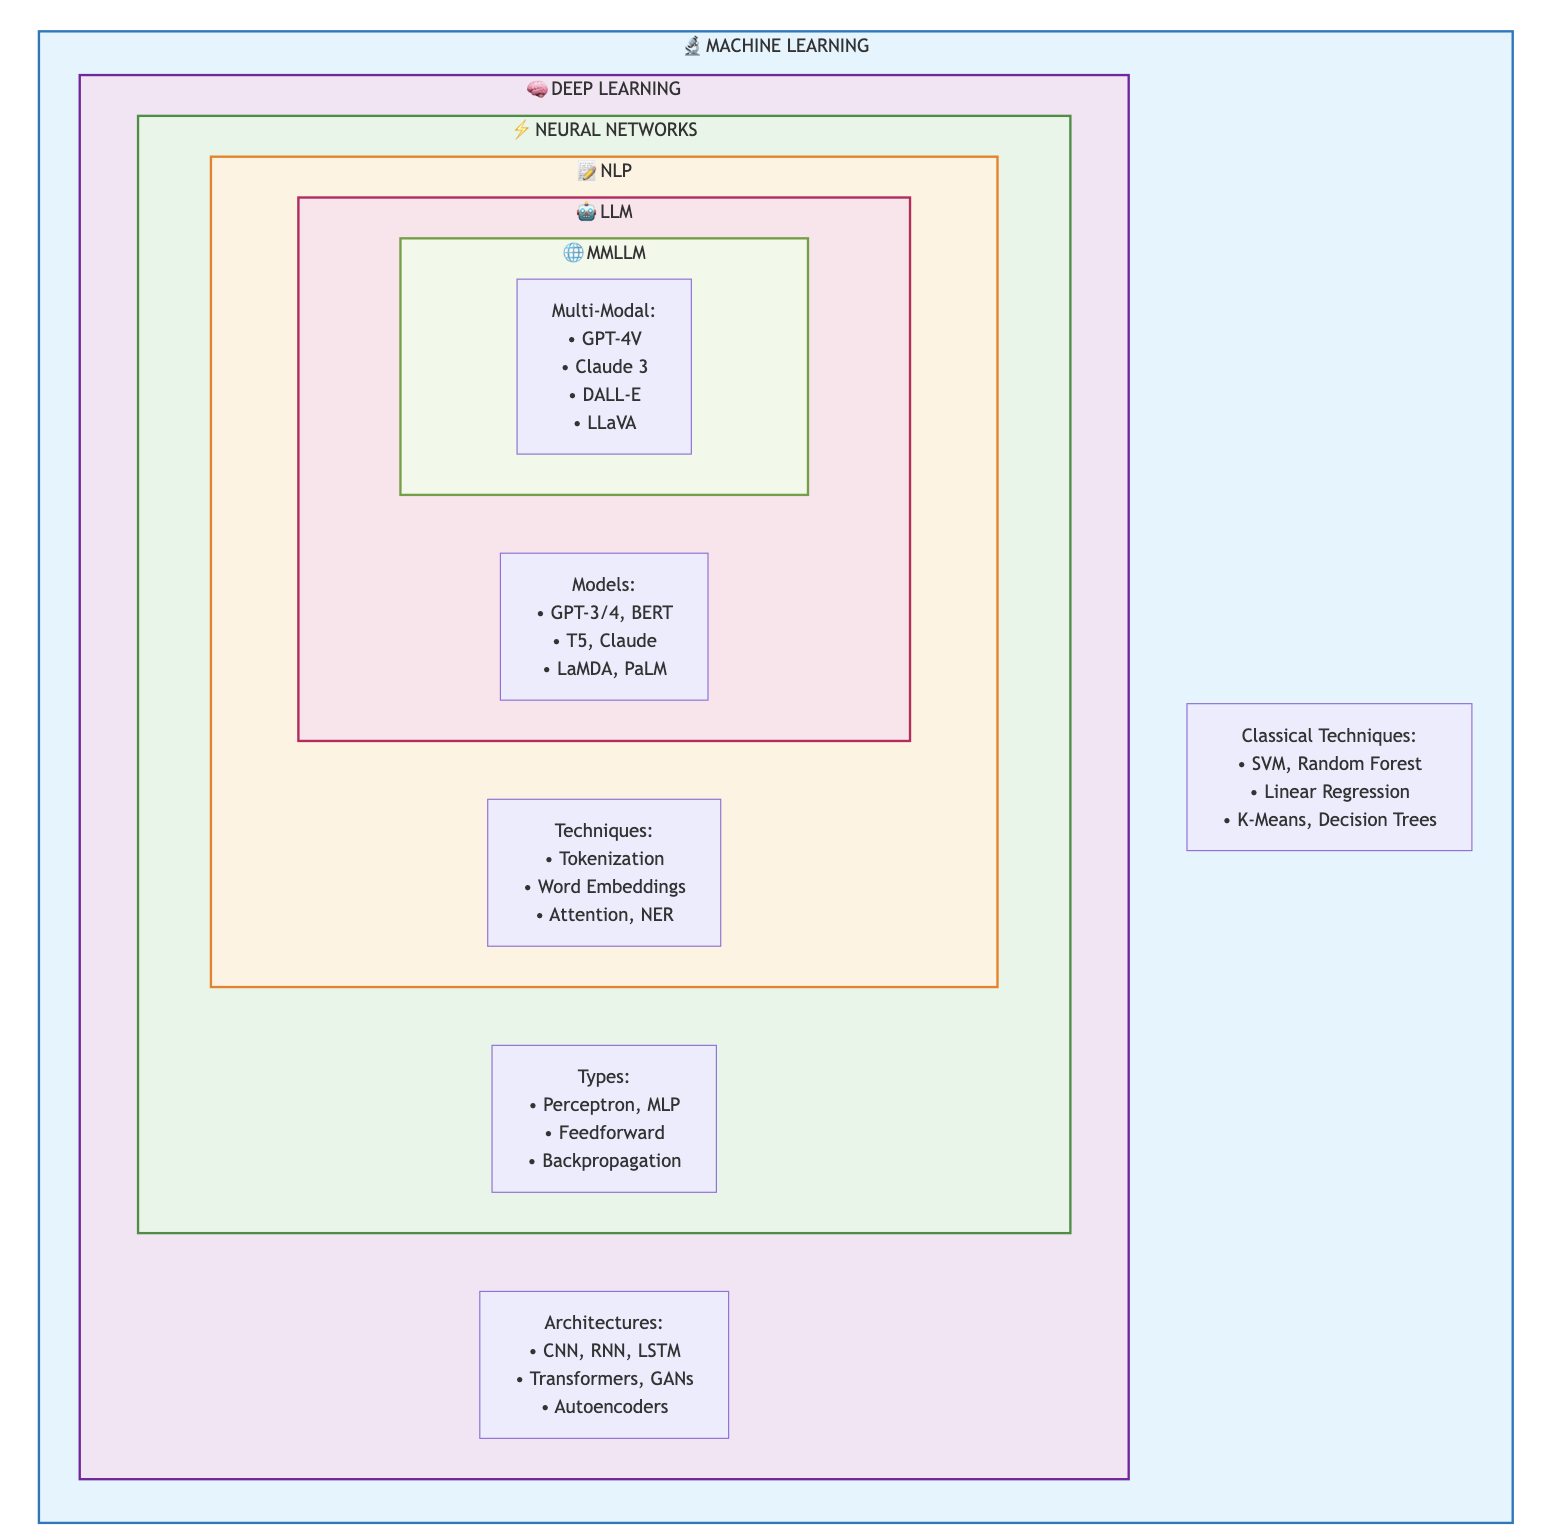 🔬 MACHINE LEARNING
🧠 DEEP LEARNING
⚡ NEURAL NETWORKS
📝 NLP
🤖 LLM
🌐 MMLLM
Multi-Modal:
• GPT-4V
• Claude 3
• DALL-E
• LLaVA
Models:
• GPT-3/4, BERT
• T5, Claude
• LaMDA, PaLM
Techniques:
• Tokenization
• Word Embeddings
• Attention, NER
Types:
• Perceptron, MLP
• Feedforward
• Backpropagation
Architectures:
• CNN, RNN, LSTM
• Transformers, GANs
• Autoencoders
Classical Techniques:
• SVM, Random Forest
• Linear Regression
• K-Means, Decision Trees